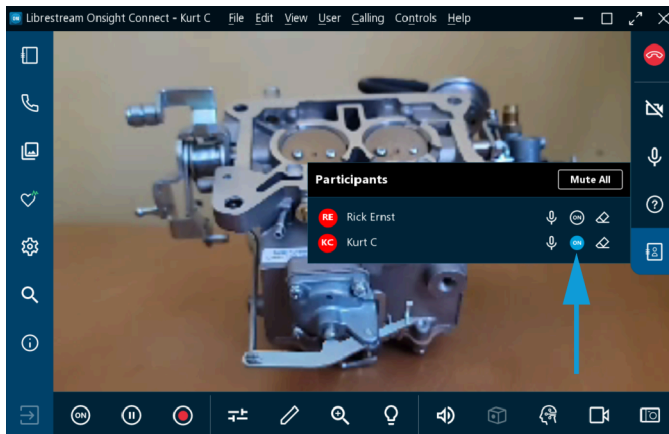 Librestream Onsight Connect - Kurt C File Edit View User Calling Controls Help
Participants Mute All
RE Rick Ernst ON
KC Kurt C ON
ON